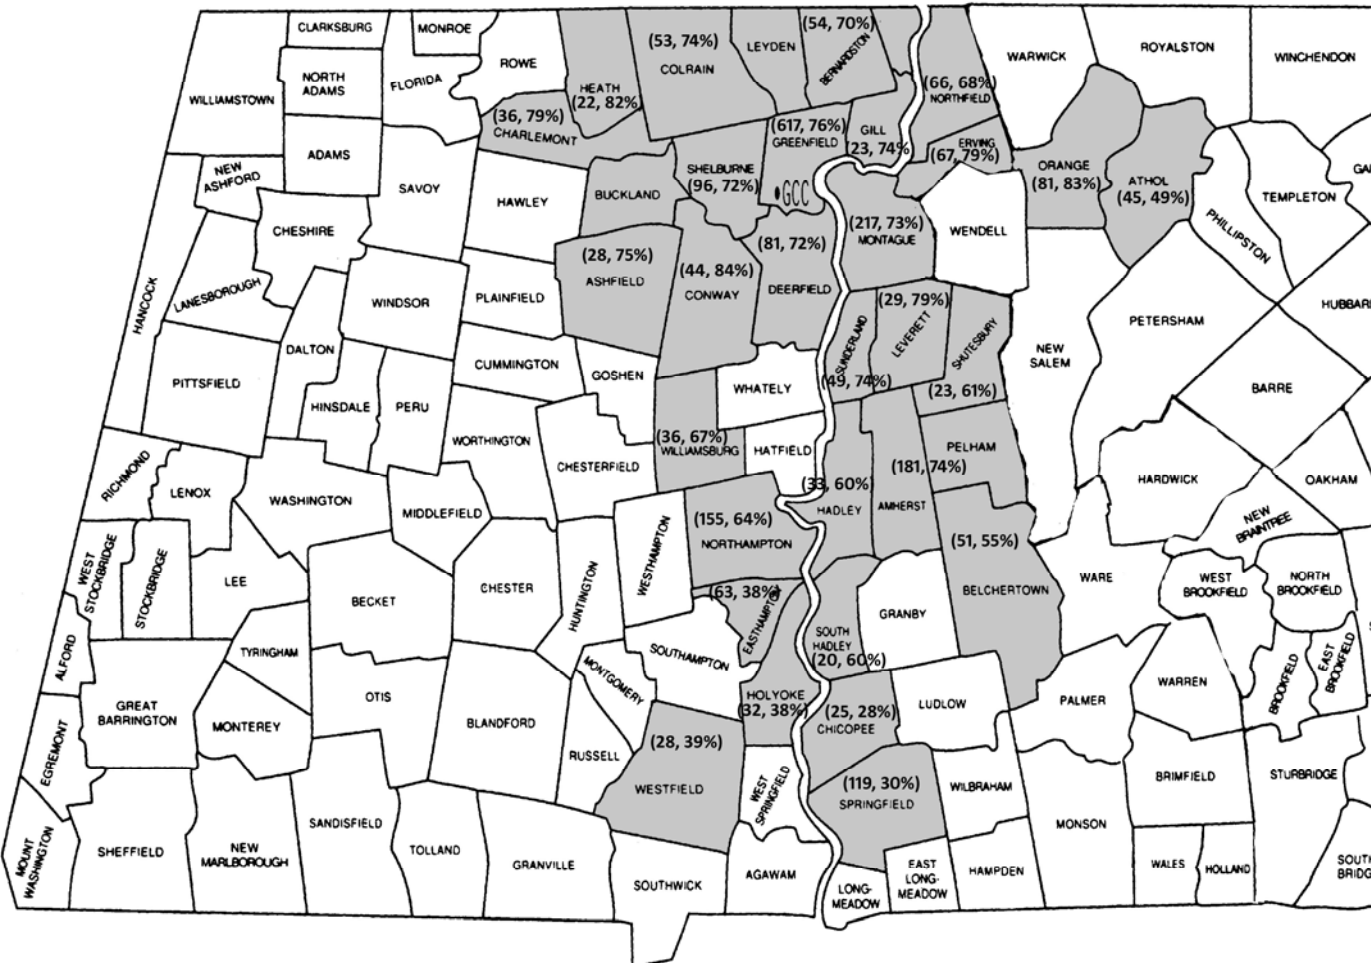 CLARKSBURG
MONROE
(54, 70%)
BERNARDSTON
ROYALSTON
WINCHENDON
WARWICK
(53, 74%)
COLRAIN
LEYDEN
ROWE
NORTH
ADAMS
FLORIDA
WILLIAMSTOWN
HEATH
(22, 82%)
(66, 68%)
NORTHFIELD
(36, 79%)
CHARLEMONT
(617, 76%)
GREENFIELD
GILL
(23, 74%)
ERVING
(67, 79%)
ADAMS
NEW
ASHFORD
SAVOY
HAWLEY
BUCKLAND
SHELBURNE
(96, 72%)
GCC
ORANGE
(81, 83%)
ATHOL
(45, 49%)
TEMPLETON
GA
PHILLIPSTON
CHESHIRE
(217, 73%)
MONTAGUE
WENDELL
(28, 75%)
ASHFIELD
(44, 84%)
CONWAY
(81, 72%)
DEERFIELD
HANCOCK
LANESBOROUGH
WINDSOR
PLAINFIELD
(29, 79%)
LEVERETT
SUNDERLAND
(49, 74%)
SHUTESBURY
(23, 61%)
HUBBAR
PETERSHAM
NEW
SALEM
DALTON
PITTSFIELD
CUMMINGTON
GOSHEN
WHATELY
BARRE
HINSDALE
PERU
WORTHINGTON
(36, 67%)
WILLIAMSBURG
HATFIELD
PELHAM
CHESTERFIELD
(181, 74%)
AMHERST
(33, 60%)
HADLEY
HARDWICK
OAKHAM
RICHMOND
LENOX
WASHINGTON
MIDDLEFIELD
(155, 64%)
NORTHAMPTON
WESTHAMPTON
NEW
BRAINTREE
(51, 55%)
BELCHERTOWN
WEST
STOCKBRIDGE
STOCKBRIDGE
LEE
BECKET
CHESTER
HUNTINGTON
(63, 38%)
EASTHAMPTON
GRANBY
WARE
WEST
BROOKFIELD
NORTH
BROOKFIELD
ALFORD
TYRINGHAM
SOUTHAMPTON
SOUTH
HADLEY
(20, 60%)
BROOKFIELD
EAST
BROOKFIELD
GREAT
BARRINGTON
MONTEREY
OTIS
BLANDFORD
MONTGOMERY
HOLYOKE
(32, 38%)
(25, 28%)
CHICOPEE
LUDLOW
PALMER
WARREN
EGREMONT
RUSSELL
(28, 39%)
WESTFIELD
WEST
SPRINGFIELD
(119, 30%)
SPRINGFIELD
WILBRAHAM
BRIMFIELD
STURBRIDGE
MOUNT
WASHINGTON
SHEFFIELD
NEW
MARLBOROUGH
SANDISFIELD
TOLLAND
GRANVILLE
SOUTHWICK
AGAWAM
LONG-
MEADOW
EAST
LONG-
MEADOW
HAMPDEN
MONSON
WALES
HOLLAND
SOUTH
BRIDG